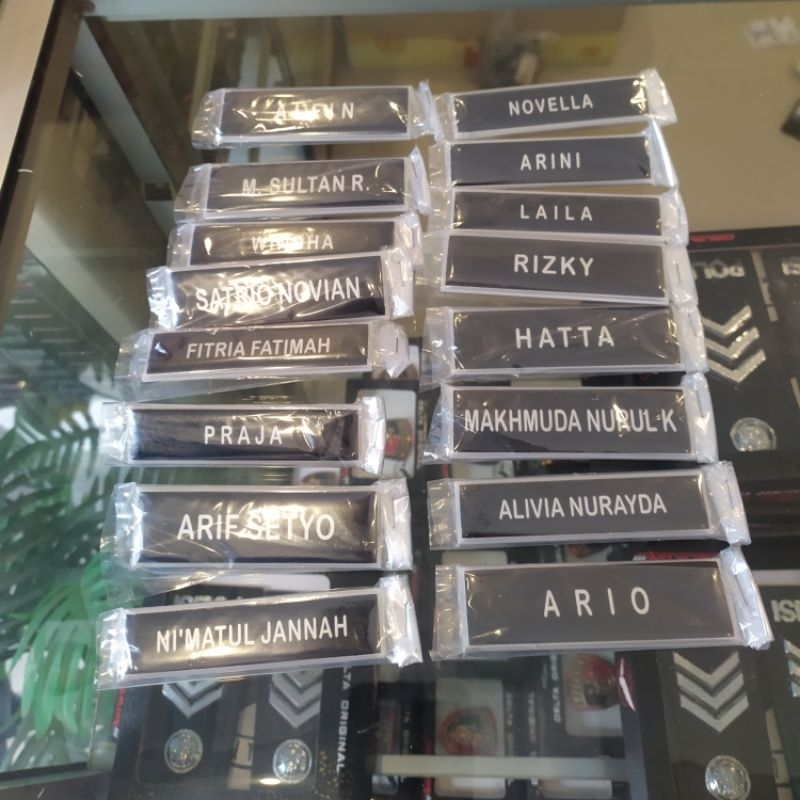 N
NOVELLA
M. SULTAN R
ARINI
LAILA
RIZKY
SATRIO NOVIAN
HATTA
FITRIA FATIMAH
MAKHMUDA NURUL K
PRAJA
ALIVIA NURAYDA
ARIF SETYO
ARIO
NI'MATUL JANNAH
ORIGINAL